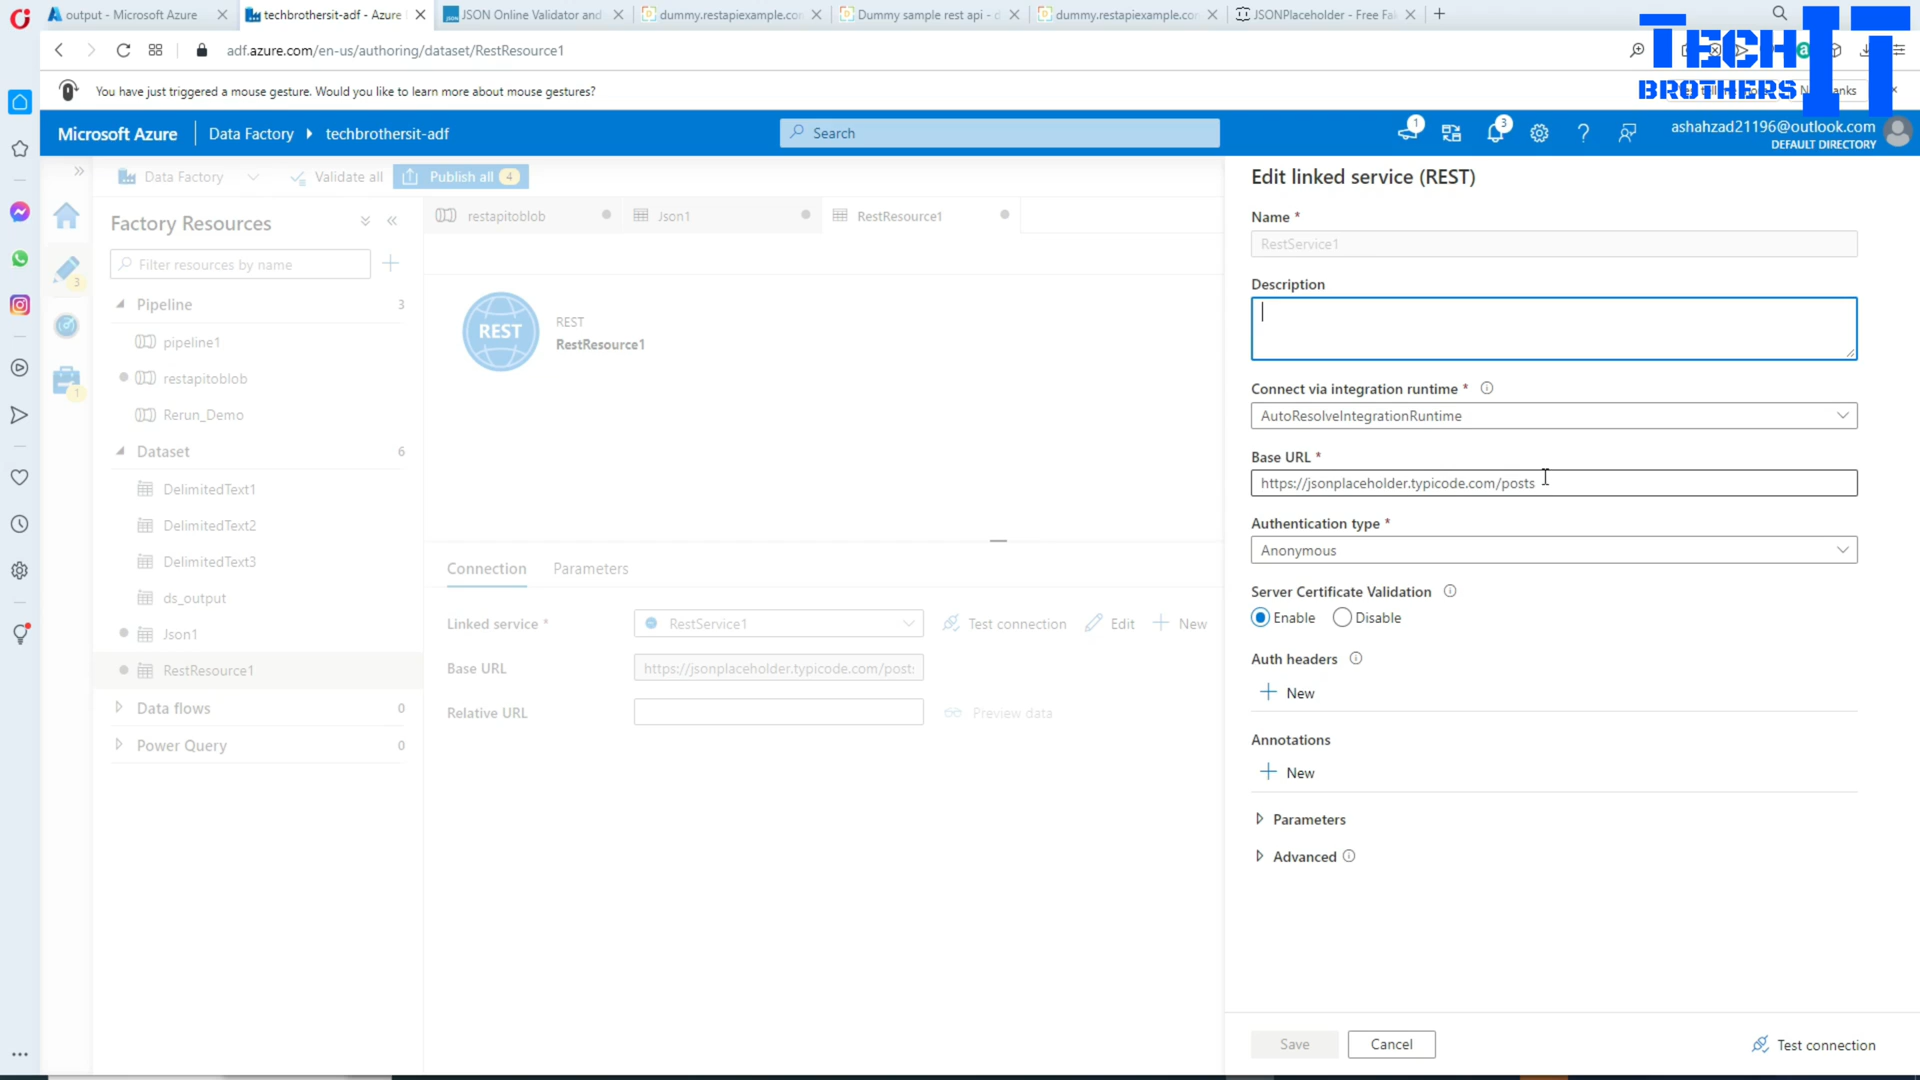 output - Microsoft Azure
techbrothersit-adf - Azure
JSON Online Validator and
dummy.restapiexample.co
Dummy sample rest api - d
dummy.restapiexample.co
JSONPlaceholder - Free Fa
adf.azure.com/en-us/authoring/dataset/RestResource1
TECH IT
BROTHERS
You have just triggered a mouse gesture. Would you like to learn more about mouse gestures?
Microsoft Azure
Data Factory
techbrothersit-adf
Search
1
3
ashahzad21196@outlook.com
DEFAULT DIRECTORY
Data Factory
Validate all
Publish all
4
Factory Resources
Filter resources by name
3
1
Pipeline
3
pipeline1
restapitoblob
Rerun_Demo
Dataset
6
DelimitedText1
DelimitedText2
DelimitedText3
ds_output
Json1
RestResource1
Data flows
0
Power Query
0
restapitoblob
Json1
RestResource1
REST
REST
RestResource1
Connection
Parameters
Linked service *
RestService1
Test connection
Edit
New
Base URL
https://jsonplaceholder.typicode.com/posts
Relative URL
Preview data
Edit linked service (REST)
Name *
RestService1
Description
Connect via integration runtime *
AutoResolveIntegrationRuntime
Base URL *
https://jsonplaceholder.typicode.com/posts
Authentication type *
Anonymous
Server Certificate Validation
Enable
Disable
Auth headers
New
Annotations
New
Parameters
Advanced
Save
Cancel
Test connection